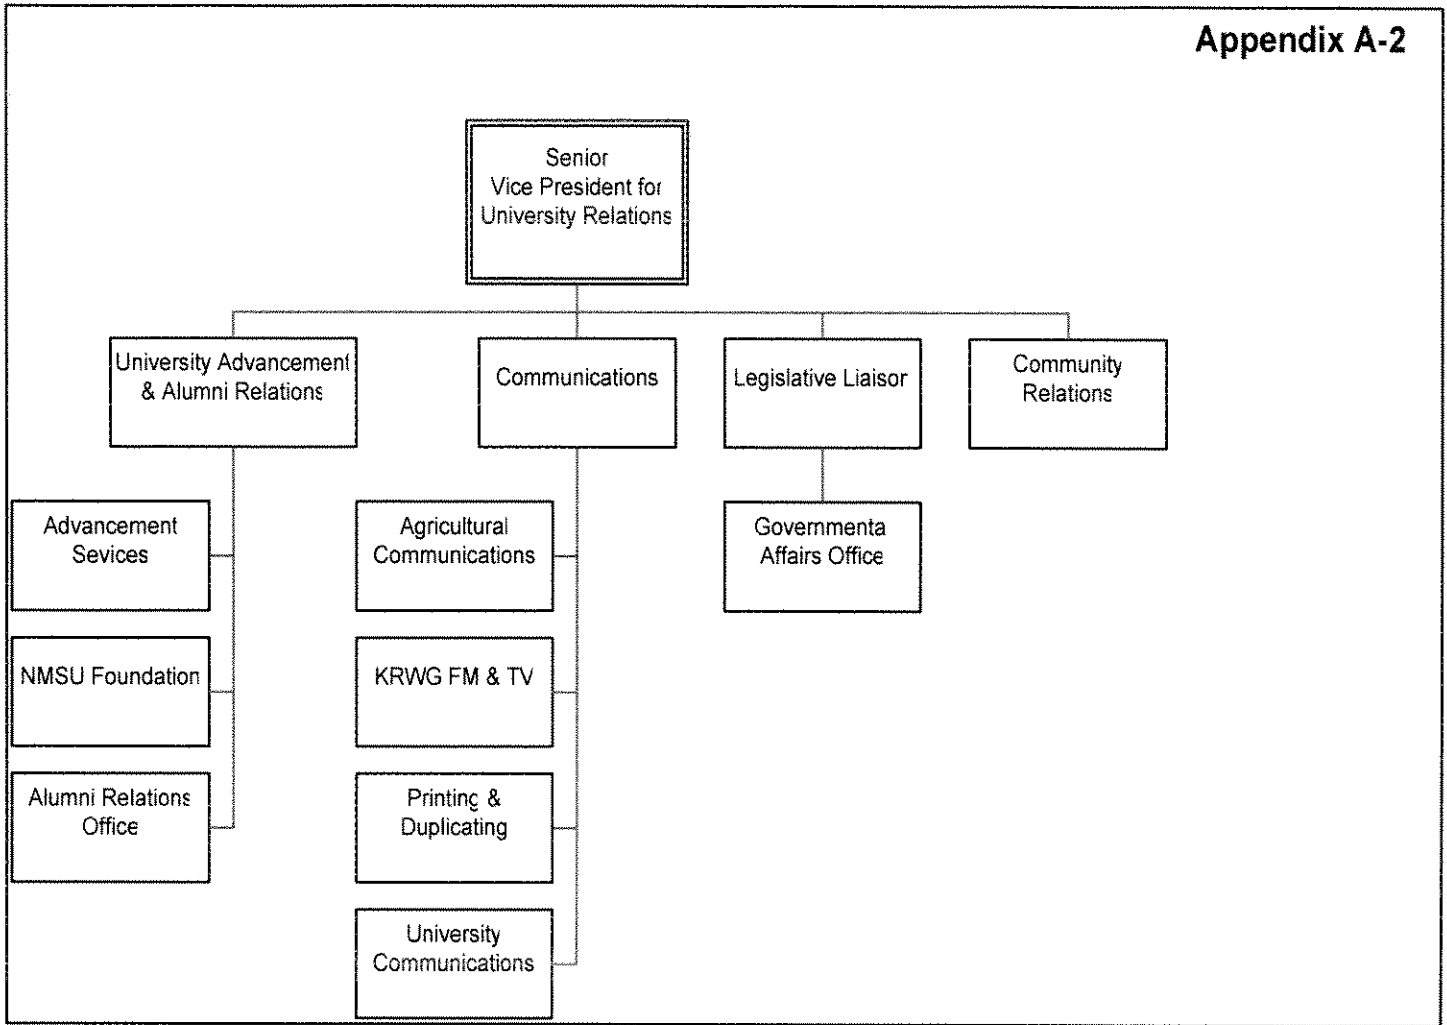 Appendix A-2
Senior
Vice President for
University Relations
University Advancement
& Alumni Relations
Communications
Legislative Liaisor
Community
Relations
Advancement
Sevices
Agricultural
Communications
Governmenta
Affairs Office
NMSU Foundation
KRWG FM & TV
Alumni Relations
Office
Printing &
Duplicating
University
Communications